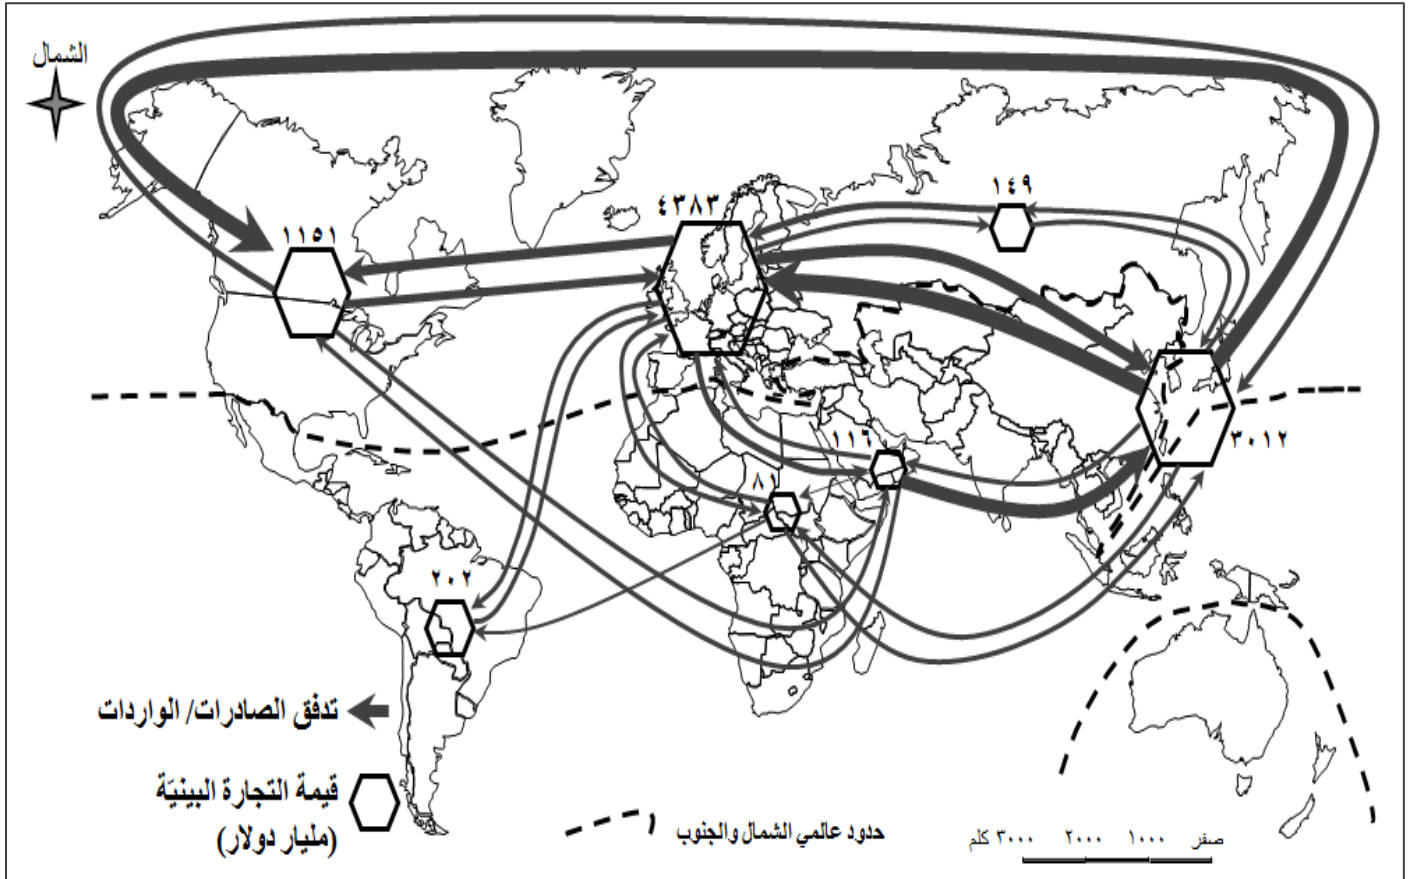 الشمال
١٤٩
٤٣٨٣
١١٥١
٣٠١٢
١١٦
٨١
٢٠٢
تدفق الصادرات/ الواردات
قيمة التجارة البينيّة
(مليار دولار)
حدود عالمي الشمال والجنوب
صفر ١٠٠٠ ٢٠٠٠ ٣٠٠٠ كلم